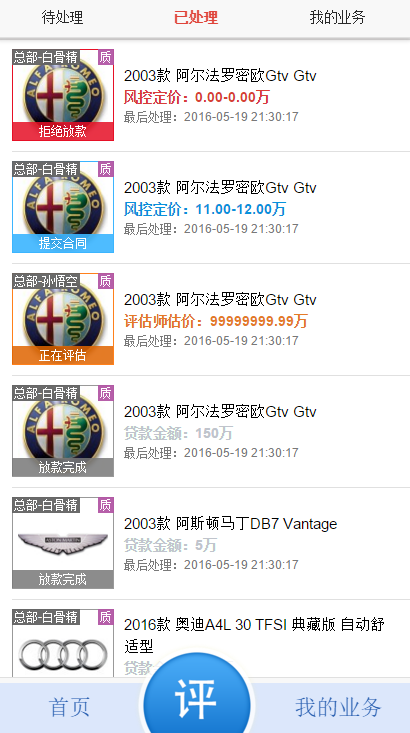 待处理 已处理 我的业务
总部-白骨精 质
2003款 阿尔法罗密欧Gtv Gtv
风控定价：0.00-0.00万
最后处理：2016-05-19 21:30:17
拒绝放款
总部-白骨精 质
2003款 阿尔法罗密欧Gtv Gtv
风控定价：11.00-12.00万
最后处理：2016-05-19 21:30:17
提交合同
总部-孙悟空 质
2003款 阿尔法罗密欧Gtv Gtv
评估师估价：99999999.99万
最后处理：2016-05-19 21:30:17
正在评估
总部-白骨精 质
2003款 阿尔法罗密欧Gtv Gtv
贷款金额：150万
最后处理：2016-05-19 21:30:17
放款完成
总部-白骨精 质
2003款 阿斯顿马丁DB7 Vantage
贷款金额：5万
最后处理：2016-05-19 21:30:17
放款完成
总部-白骨精 质
2016款 奥迪A4L 30 TFSI 典藏版 自动舒
适型
贷款
首页 评 我的业务